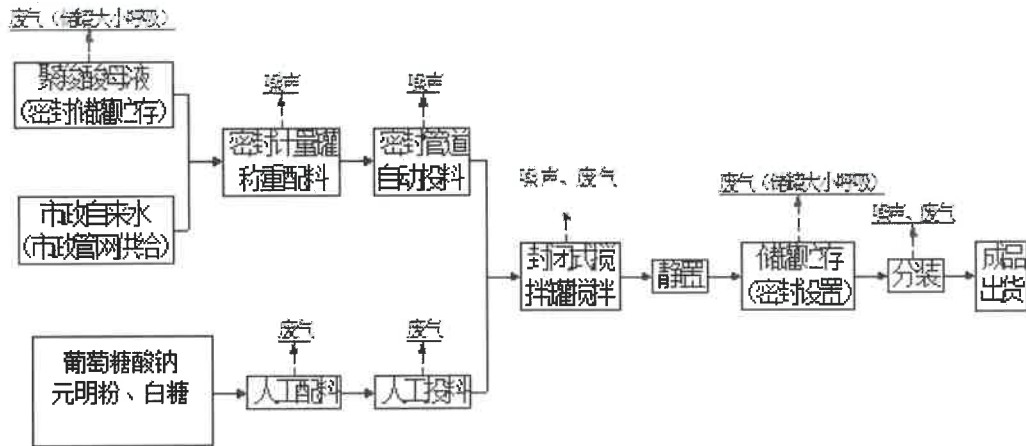 废气（储罐大小呼吸）
聚羧酸母液
（密封储罐贮存）
噪声
噪声
密封计量罐
称重配料
密封管道
自动投料
市政自来水
（市政管网供给）
噪声、废气
废气（储罐大小呼吸）
噪声、废气
封闭式搅
拌罐搅拌
静置
储罐贮存
（密封设置）
分装
成品
出货
废气
废气
葡萄糖酸钠
元明粉、白糖
人工配料
人工投料